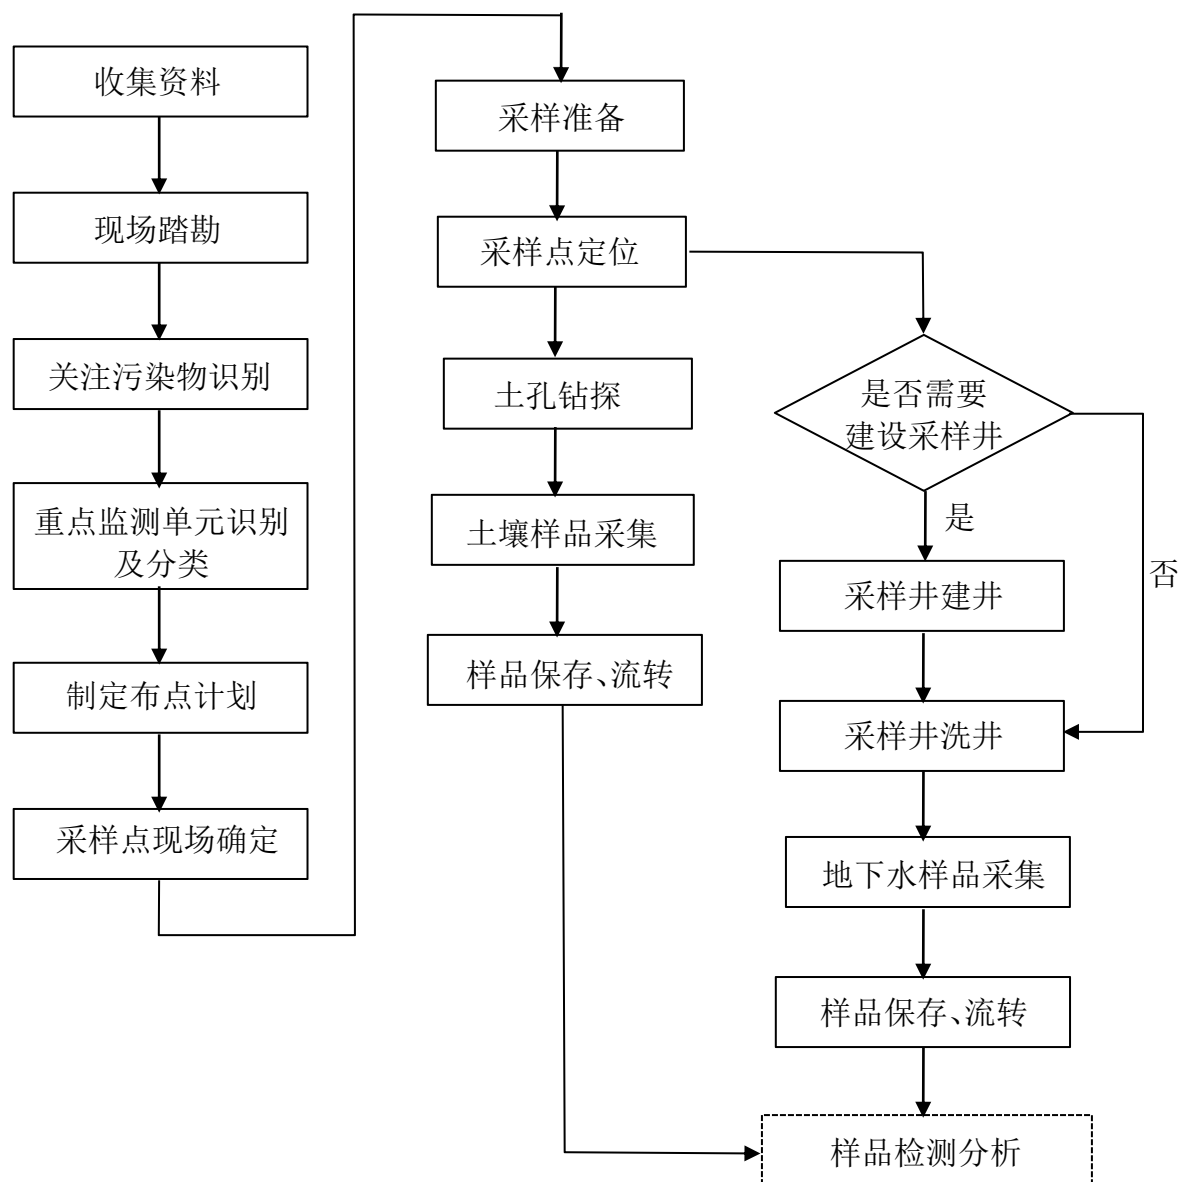 收集资料
现场踏勘
关注污染物识别
重点监测单元识别
及分类
制定布点计划
采样点现场确定
采样准备
采样点定位
土孔钻探
土壤样品采集
样品保存、流转
是否需要
建设采样井
是
否
采样井建井
采样井洗井
地下水样品采集
样品保存、流转
样品检测分析